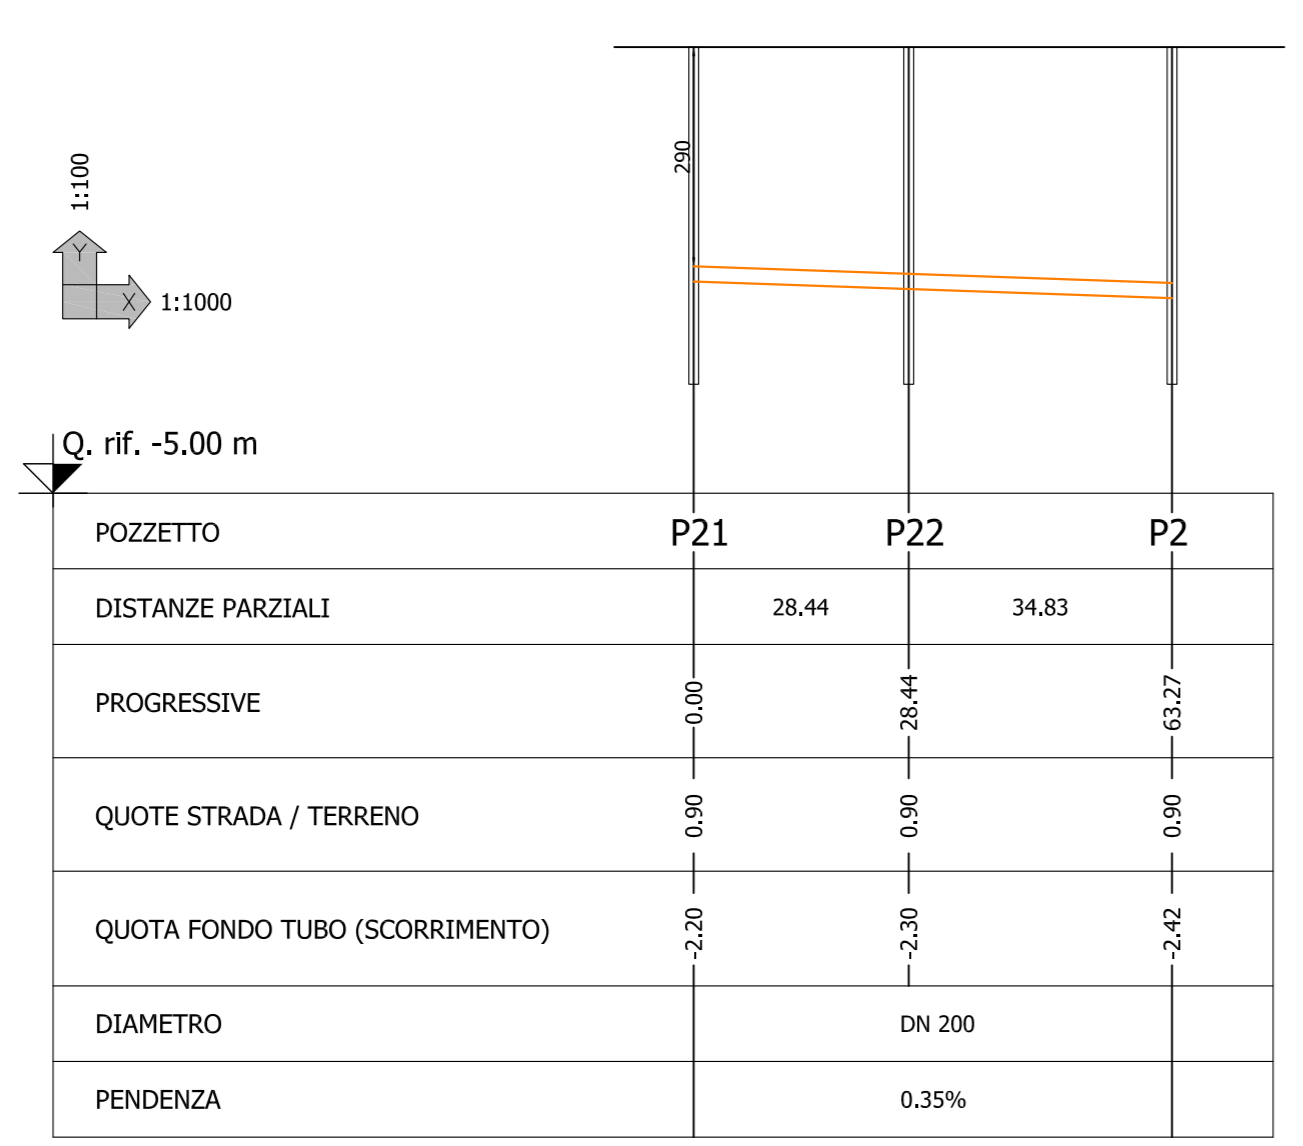 290
1:100
Y
X
1:1000
Q. rif. -5.00 m
POZZETTO P21 P22 P2
DISTANZE PARZIALI 28.44 34.83
PROGRESSIVE 0.00 28.44 63.27
QUOTE STRADA / TERRENO 0.90 0.90 0.90
QUOTA FONDO TUBO (SCORRIMENTO) -2.20 -2.30 -2.42
DIAMETRO DN 200
PENDENZA 0.35%